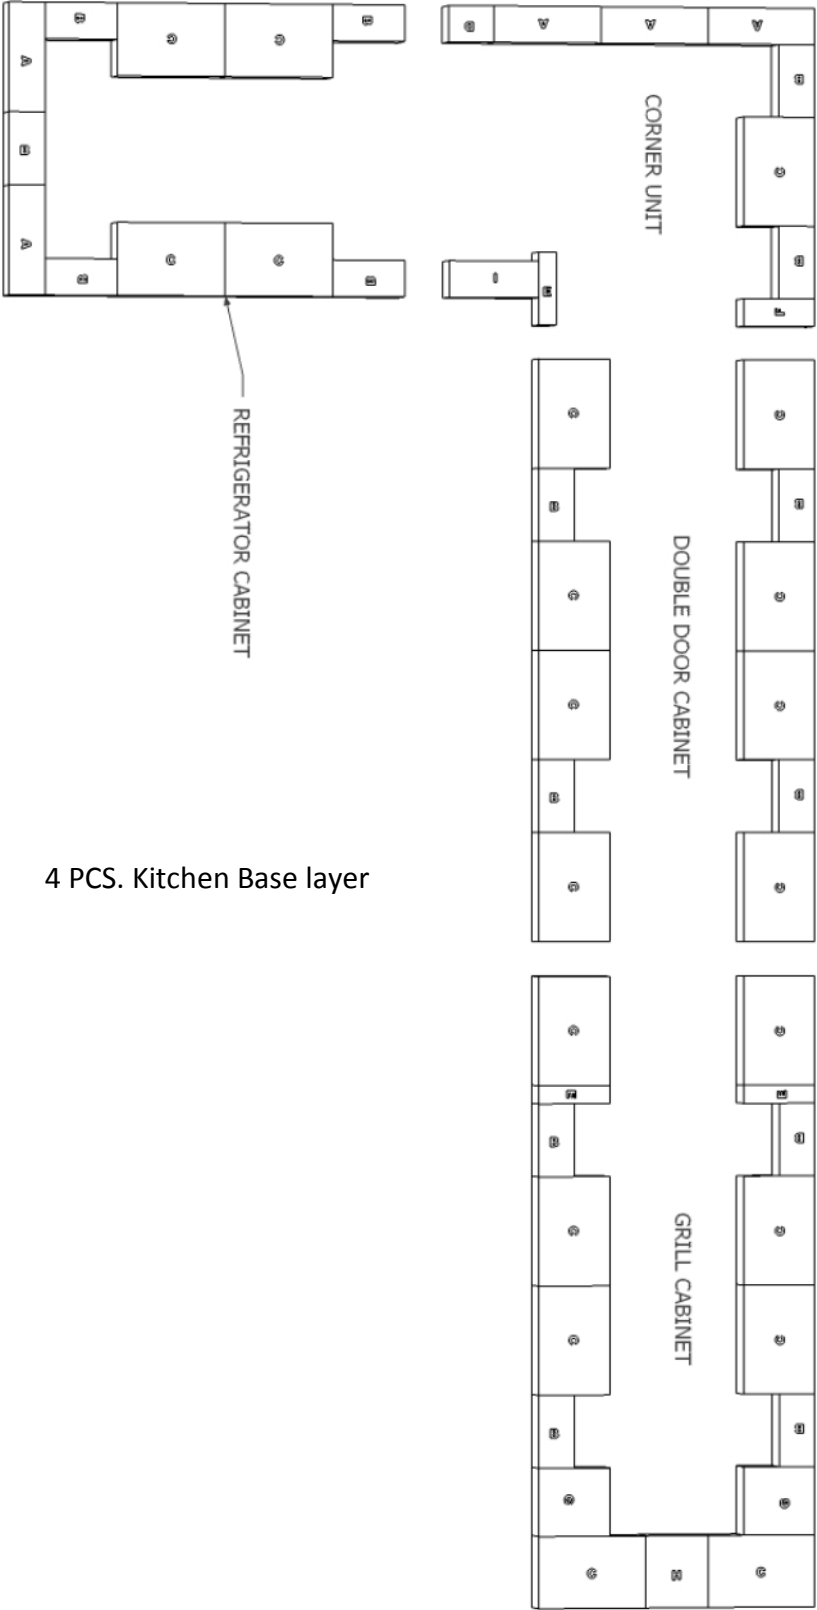 B C C B
A
B
A
B C C B
D A A A
B
C
B
CORNER UNIT
I
REFRIGERATOR CABINET
C C
B B
C C
C C
B B
C C
DOUBLE DOOR CABINET
4 PCS. Kitchen Base layer
C C
B B
C C
C C
B B
G G
C H C
GRILL CABINET